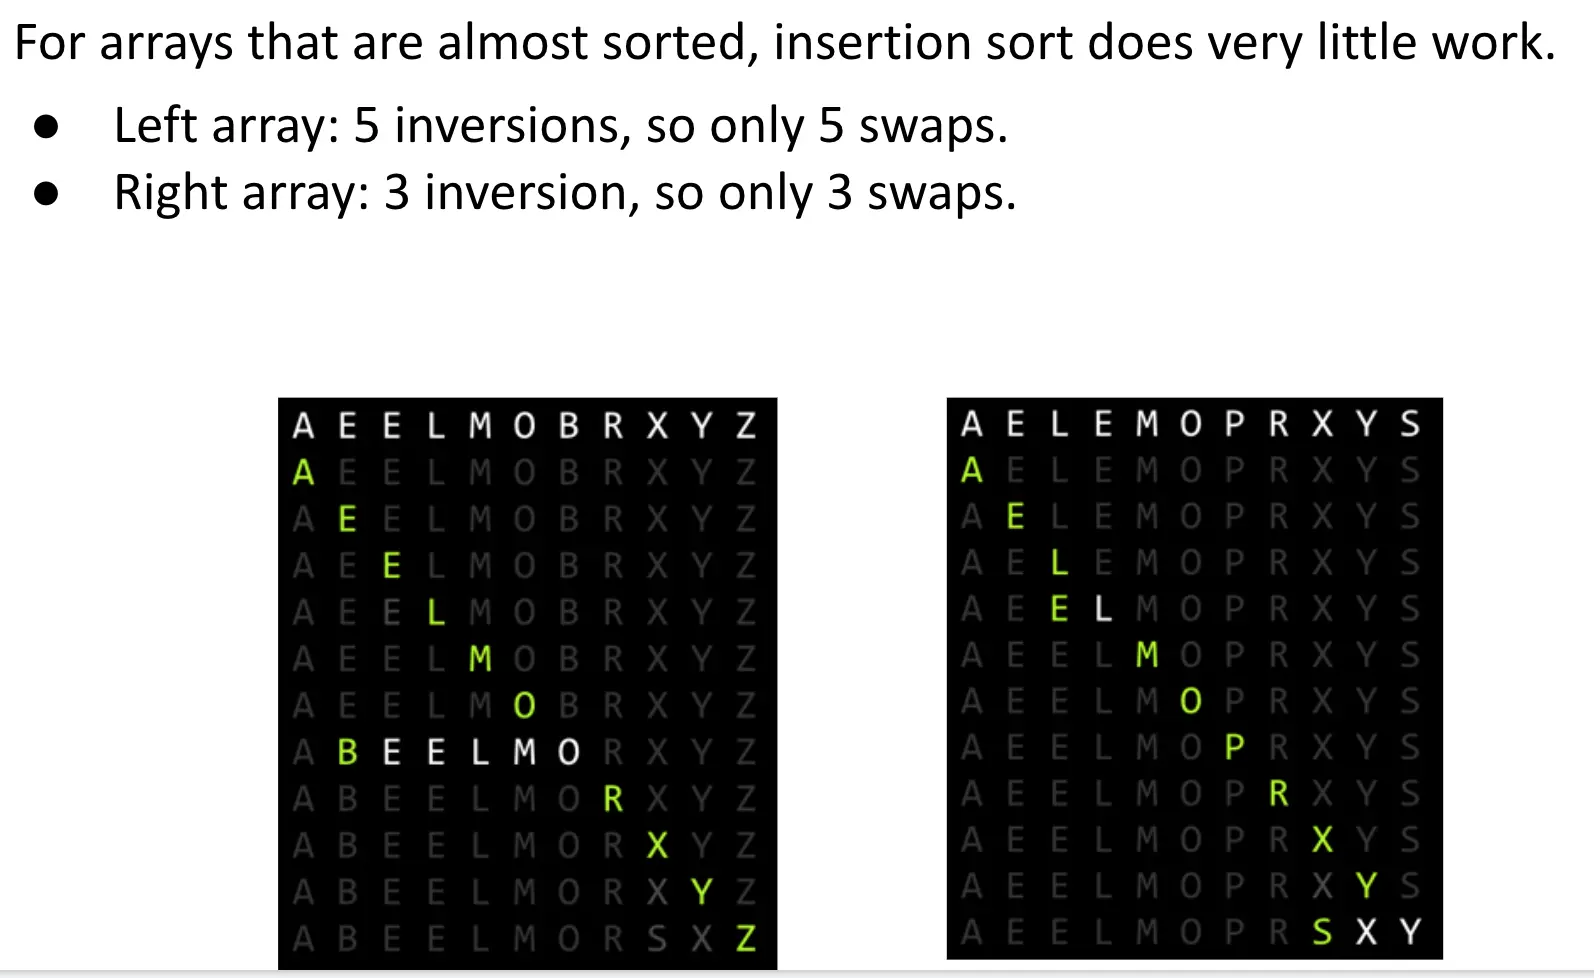 For arrays that are almost sorted, insertion sort does very little work.
● Left array: 5 inversions, so only 5 swaps.
● Right array: 3 inversion, so only 3 swaps.
A E E L M O B R X Y Z
A E E L M O B R X Y Z
A E E L M O B R X Y Z
A E E L M O B R X Y Z
A E E L M O B R X Y Z
A E E L M O B R X Y Z
A E E L M O B R X Y Z
A B E E L M O R X Y Z
A B E E L M O R X Y Z
A B E E L M O R X Y Z
A B E E L M O R X Y Z
A B E E L M O R S X Z
A E L E M O P R X Y S
A E L E M O P R X Y S
A E L E M O P R X Y S
A E L E M O P R X Y S
A E E L M O P R X Y S
A E E L M O P R X Y S
A E E L M O P R X Y S
A E E L M O P R X Y S
A E E L M O P R X Y S
A E E L M O P R X Y S
A E E L M O P R X Y S
A E E L M O P R S X Y